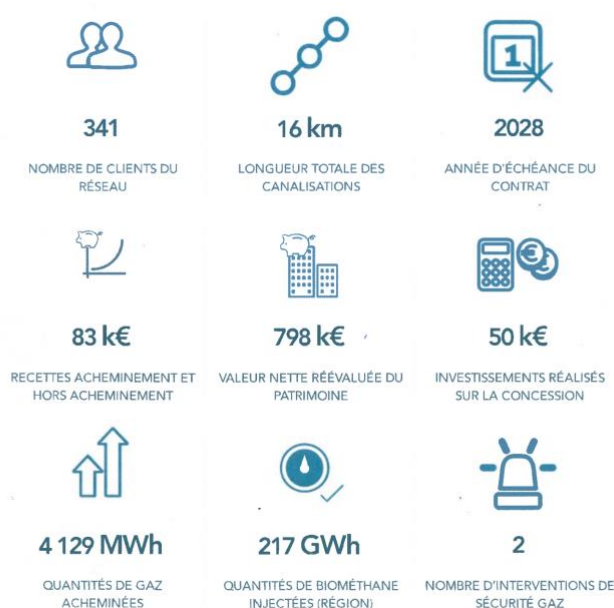 1
341
NOMBRE DE CLIENTS DU
RÉSEAU
16 km
LONGUEUR TOTALE DES
CANALISATIONS
2028
ANNÉE D'ÉCHÉANCE DU
CONTRAT
€
83 k€
RECETTES ACHEMINEMENT ET
HORS ACHEMINEMENT
798 k€
VALEUR NETTE RÉÉVALUÉE DU
PATRIMOINE
50 k€
INVESTISSEMENTS RÉALISÉS
SUR LA CONCESSION
4 129 MWh
QUANTITÉS DE GAZ
ACHEMINÉES
217 GWh
QUANTITÉS DE BIOMÉTHANE
INJECTÉES (RÉGION)
2
NOMBRE D'INTERVENTIONS DE
SÉCURITÉ GAZ